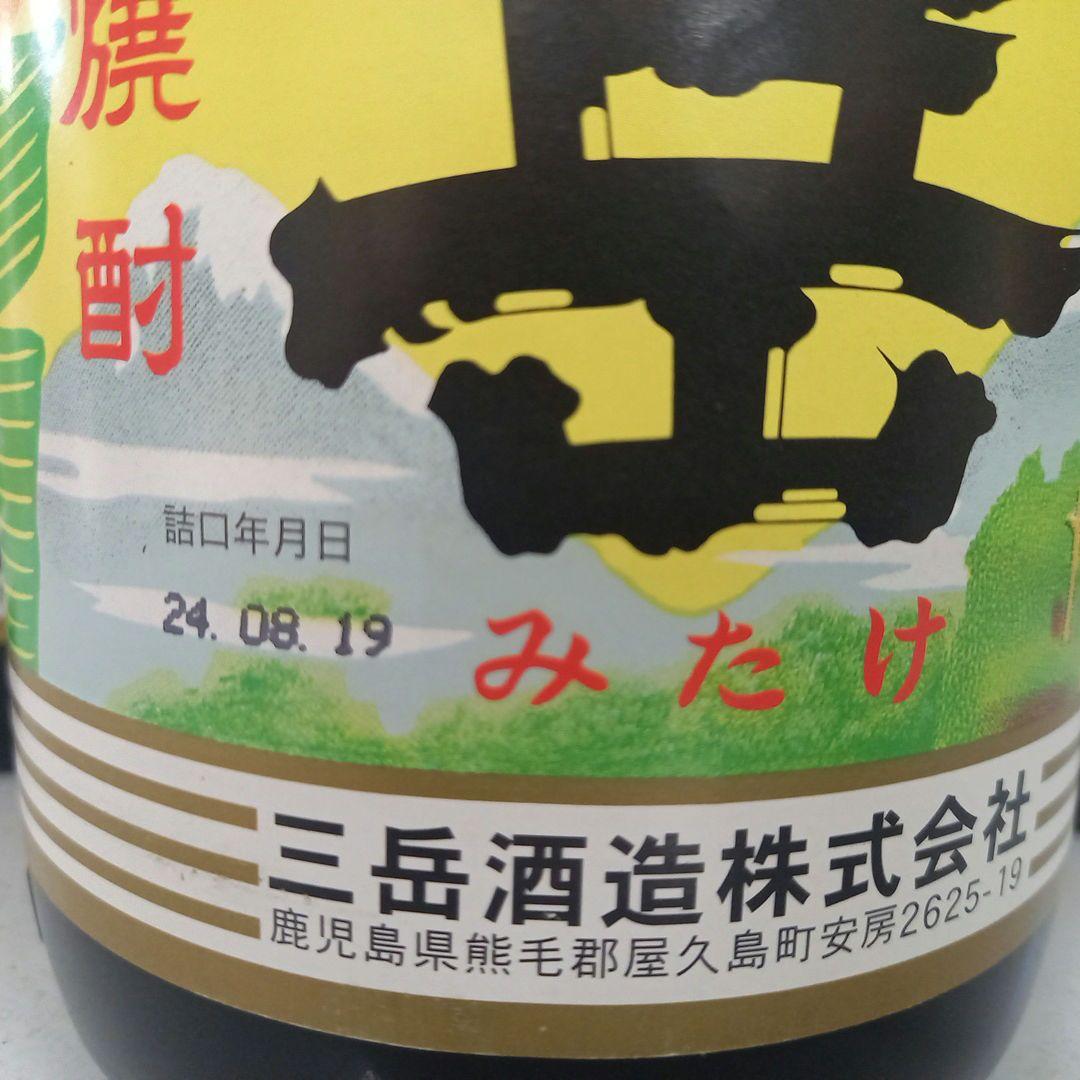 焼酎
岳
詰口年月日
24.08.19
みたけ
三岳酒造株式会社
鹿児島県熊毛郡屋久島町安房2625-19